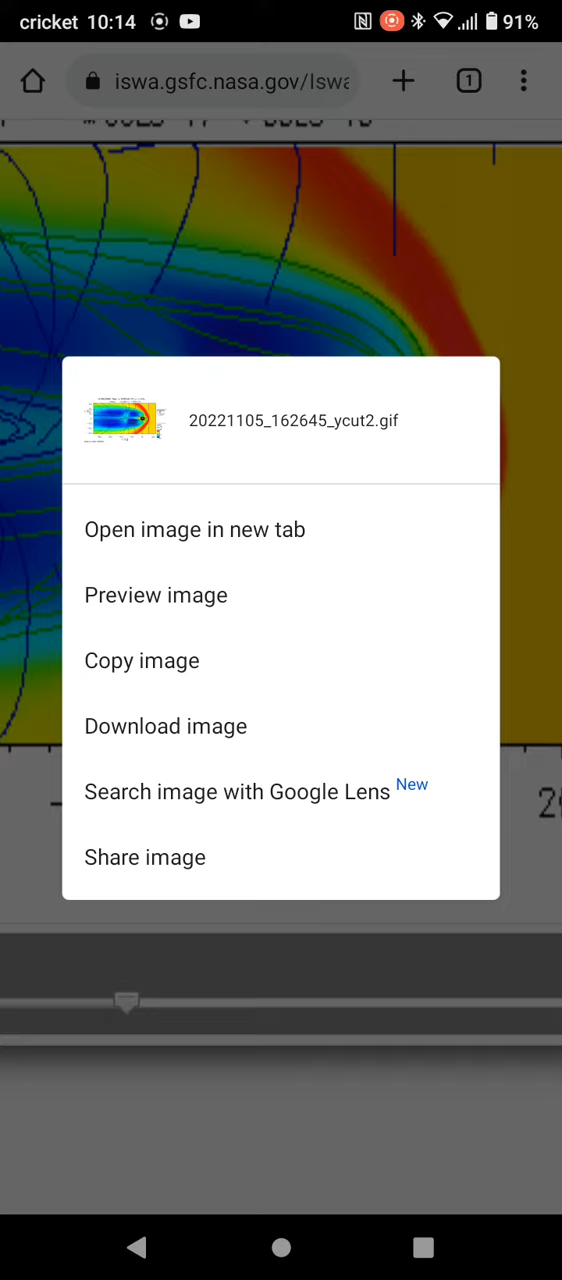 cricket 10:14 91%
iswa.gsfc.nasa.gov/Iswa
1
20221105_162645_ycut2.gif
Open image in new tab
Preview image
Copy image
Download image
Search image with Google Lens New
Share image